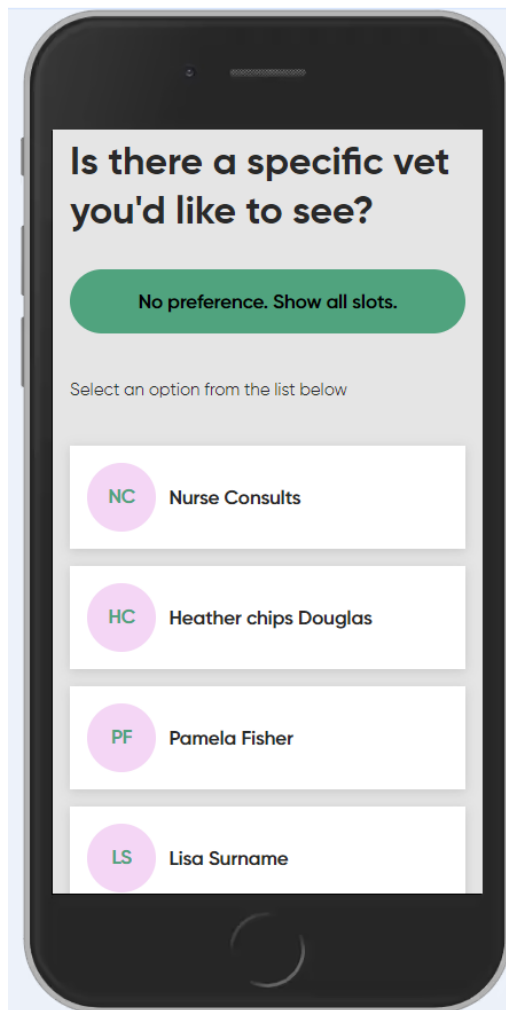 Is there a specific vet
you'd like to see?
No preference. Show all slots.
Select an option from the list below
NC Nurse Consults
HC Heather chips Douglas
PF Pamela Fisher
LS Lisa Surname